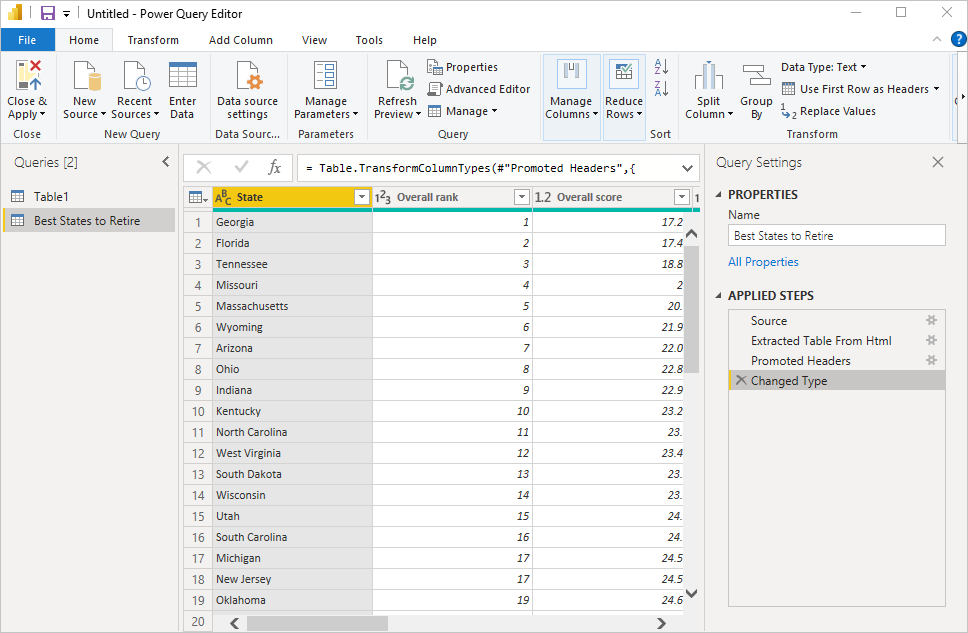 Untitled - Power Query Editor
File Home Transform Add Column View Tools Help ?
Close & Apply
New Source
Recent Sources
Enter Data
Data source settings
Manage Parameters
Refresh Preview
Properties
Advanced Editor
Manage
Manage Columns
Reduce Rows
Split Column
Group By
Data Type: Text
Use First Row as Headers
Replace Values
Close New Query Data Sourc... Parameters Query Sort Transform
Queries [2]
Table1
Best States to Retire
fx = Table.TransformColumnTypes(#"Promoted Headers",{
ABC State 123 Overall rank 1.2 Overall score 1
1 Georgia 1 17.2
2 Florida 2 17.4
3 Tennessee 3 18.8
4 Missouri 4 2
5 Massachusetts 5 20.
6 Wyoming 6 21.9
7 Arizona 7 22.0
8 Ohio 8 22.8
9 Indiana 9 22.9
10 Kentucky 10 23.2
11 North Carolina 11 23.
12 West Virginia 12 23.4
13 South Dakota 13 23.
14 Wisconsin 14 23.
15 Utah 15 24.
16 South Carolina 16 24.
17 Michigan 17 24.5
18 New Jersey 17 24.5
19 Oklahoma 19 24.6
20
Query Settings
PROPERTIES
Name
Best States to Retire
All Properties
APPLIED STEPS
Source
Extracted Table From Html
Promoted Headers
Changed Type